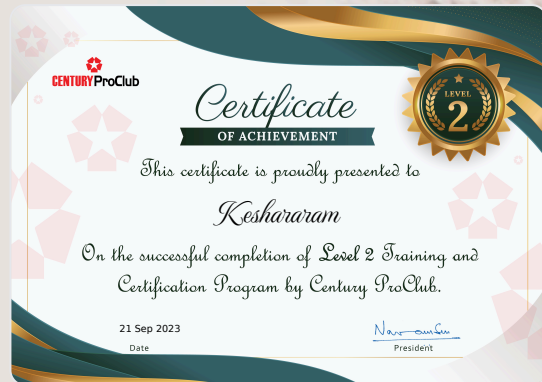 CENTURY ProClub
LEVEL
2
Certificate
OF ACHIEVEMENT
This certificate is proudly presented to
Keshararam
On the successful completion of Level 2 Training and
Certification Program by Century ProClub.
21 Sep 2023
Date
President